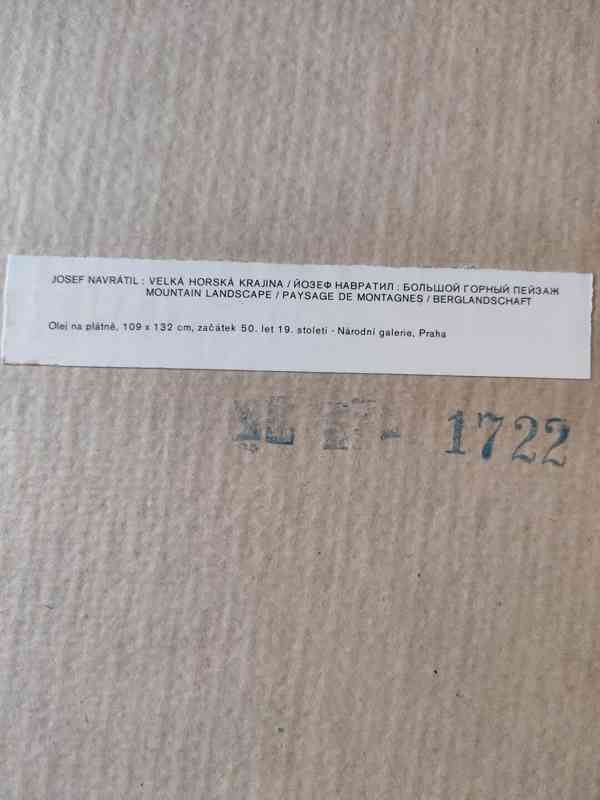 JOSEF NAVRÁTIL : VELKÁ HORSKÁ KRAJINA / ЙОЗЕФ НАВРАТИЛ : БОЛЬШОЙ ГОРНЫЙ ПЕЙЗАЖ
MOUNTAIN LANDSCAPE / PAYSAGE DE MONTAGNES / BERGLANDSCHAFT
Olej na plátně, 109 x 132 cm, začátek 50. let 19. století - Národní galerie, Praha
1722